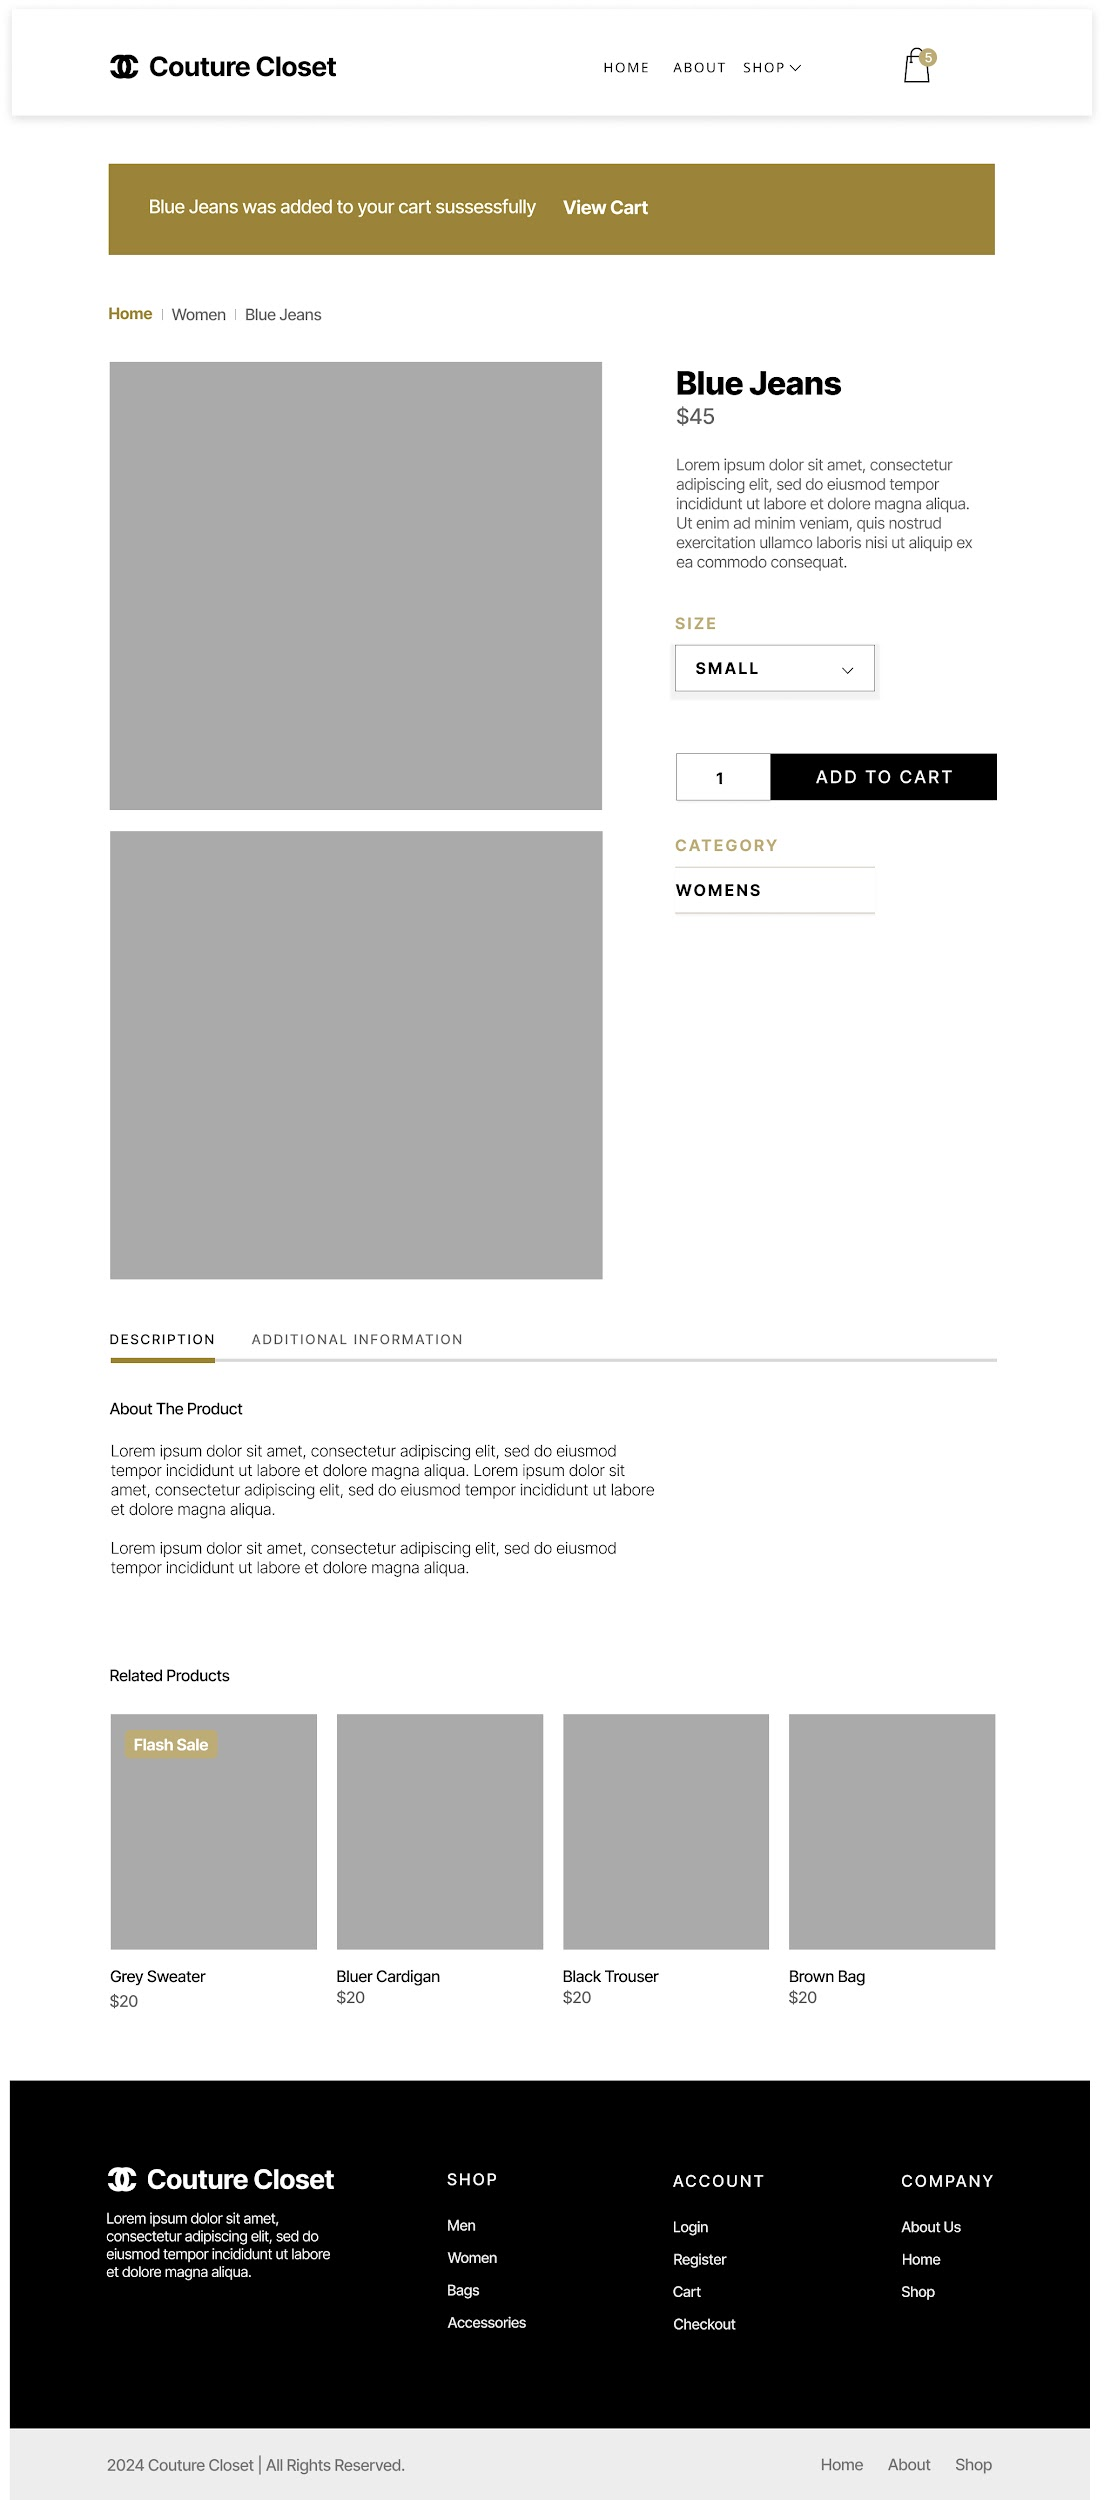 Couture Closet
HOME ABOUT SHOP
5
Blue Jeans was added to your cart sussessfully View Cart
Home | Women | Blue Jeans
Blue Jeans
$45
Lorem ipsum dolor sit amet, consectetur
adipiscing elit, sed do eiusmod tempor
incididunt ut labore et dolore magna aliqua.
Ut enim ad minim veniam, quis nostrud
exercitation ullamco laboris nisi ut aliquip ex
ea commodo consequat.
SIZE
SMALL
1 ADD TO CART
CATEGORY
WOMENS
DESCRIPTION ADDITIONAL INFORMATION
About The Product
Lorem ipsum dolor sit amet, consectetur adipiscing elit, sed do eiusmod
tempor incididunt ut labore et dolore magna aliqua. Lorem ipsum dolor sit
amet, consectetur adipiscing elit, sed do eiusmod tempor incididunt ut labore
et dolore magna aliqua.
Lorem ipsum dolor sit amet, consectetur adipiscing elit, sed do eiusmod
tempor incididunt ut labore et dolore magna aliqua.
Related Products
Flash Sale
Grey Sweater
$20
Bluer Cardigan
$20
Black Trouser
$20
Brown Bag
$20
Couture Closet
Lorem ipsum dolor sit amet,
consectetur adipiscing elit, sed do
eiusmod tempor incididunt ut labore
et dolore magna aliqua.
SHOP
Men
Women
Bags
Accessories
ACCOUNT
Login
Register
Cart
Checkout
COMPANY
About Us
Home
Shop
2024 Couture Closet | All Rights Reserved.
Home About Shop